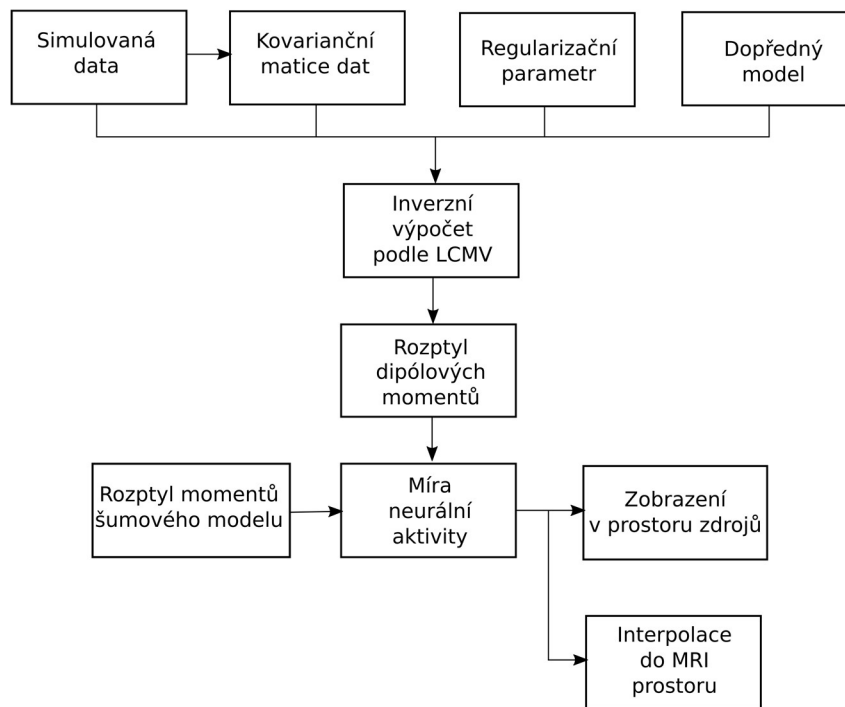 Simulovaná
data
Kovarianční
matice dat
Regularizační
parametr
Dopředný
model
Inverzní
výpočet
podle LCMV
Rozptyl
dipólových
momentů
Rozptyl momentů
šumového modelu
Míra
neurální
aktivity
Zobrazení
v prostoru zdrojů
Interpolace
do MRI
prostoru